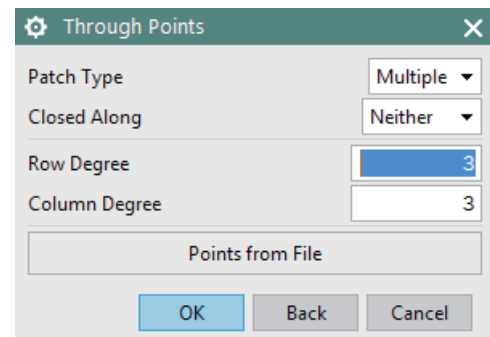 Through Points
Patch Type Multiple
Closed Along Neither
Row Degree 3
Column Degree 3
Points from File
OK Back Cancel